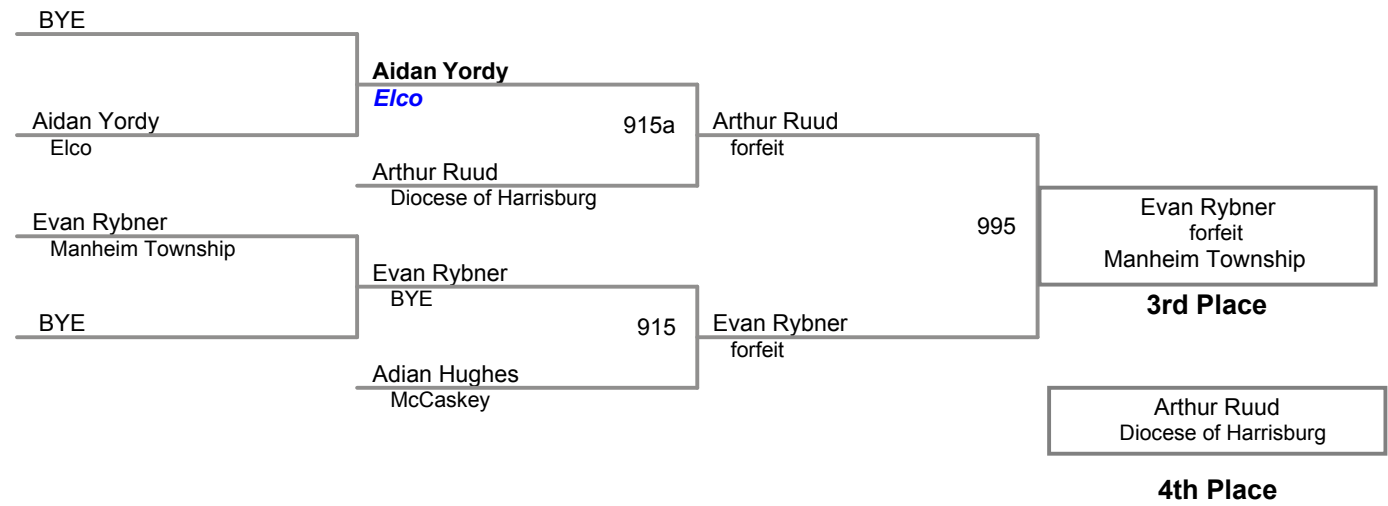 BYE
Aidan Yordy
Elco
Aidan Yordy
Elco
915a
Arthur Ruud
forfeit
Arthur Ruud
Diocese of Harrisburg
Evan Rybner
Manheim Township
995
Evan Rybner
forfeit
Manheim Township
3rd Place
Evan Rybner
BYE
BYE
915
Evan Rybner
forfeit
Adian Hughes
McCaskey
Arthur Ruud
Diocese of Harrisburg
4th Place